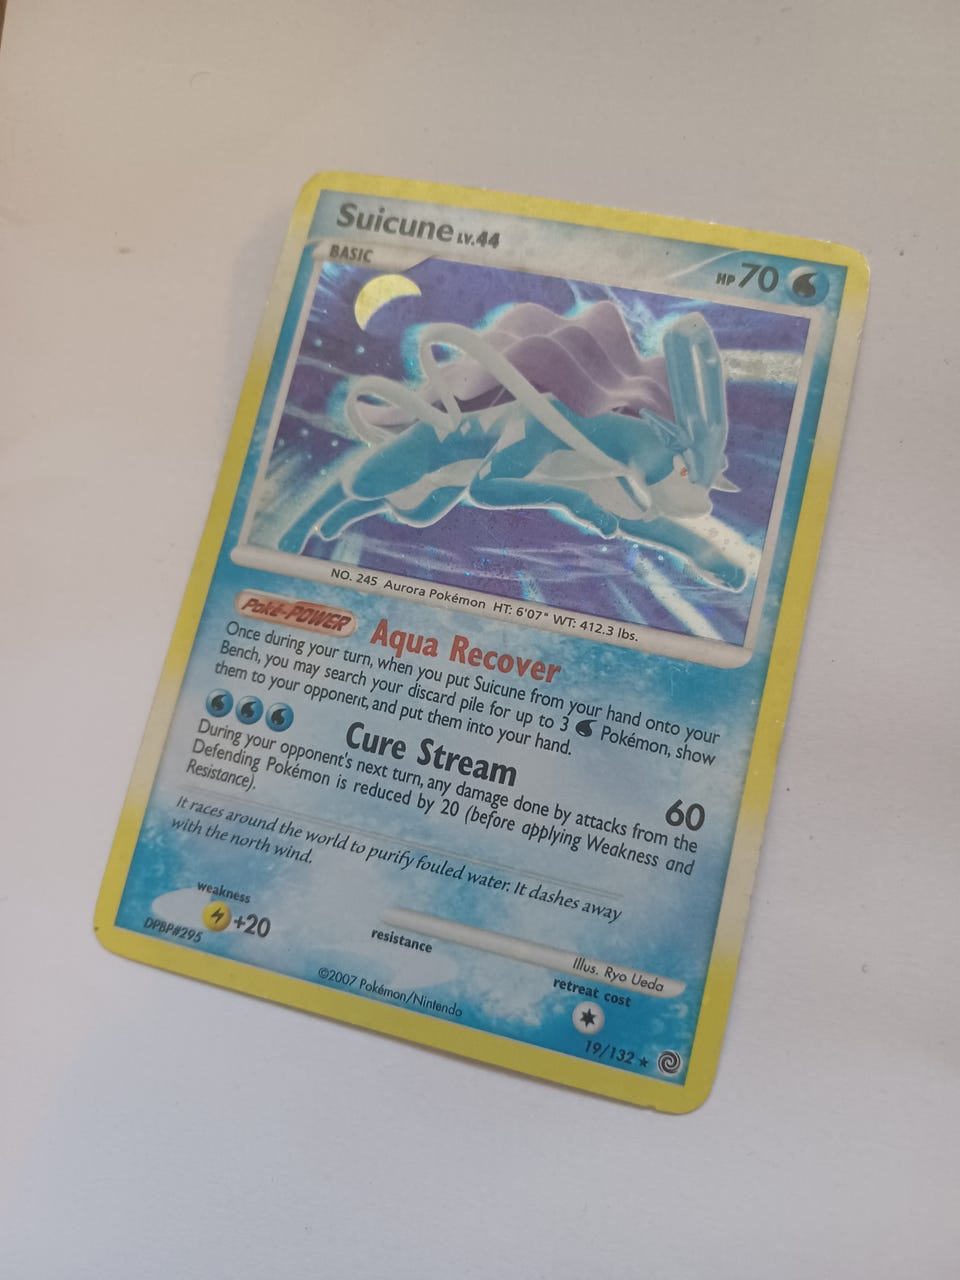 Suicune LV.44
HP 70
BASIC
NO. 245 Aurora Pokémon HT: 6'07" WT: 412.3 lbs.
Poké-POWER Aqua Recover
Once during your turn, when you put Suicune from your hand onto your
Bench, you may search your discard pile for up to 3 Pokémon, show
them to your opponent, and put them into your hand.
Cure Stream 60
During your opponent's next turn, any damage done by attacks from the
Defending Pokémon is reduced by 20 (before applying Weakness and
Resistance).
It races around the world to purify fouled water. It dashes away
with the north wind.
weakness
+20
DPBP#295
resistance
Illus. Ryo Ueda
retreat cost
©2007 Pokémon/Nintendo
19/132